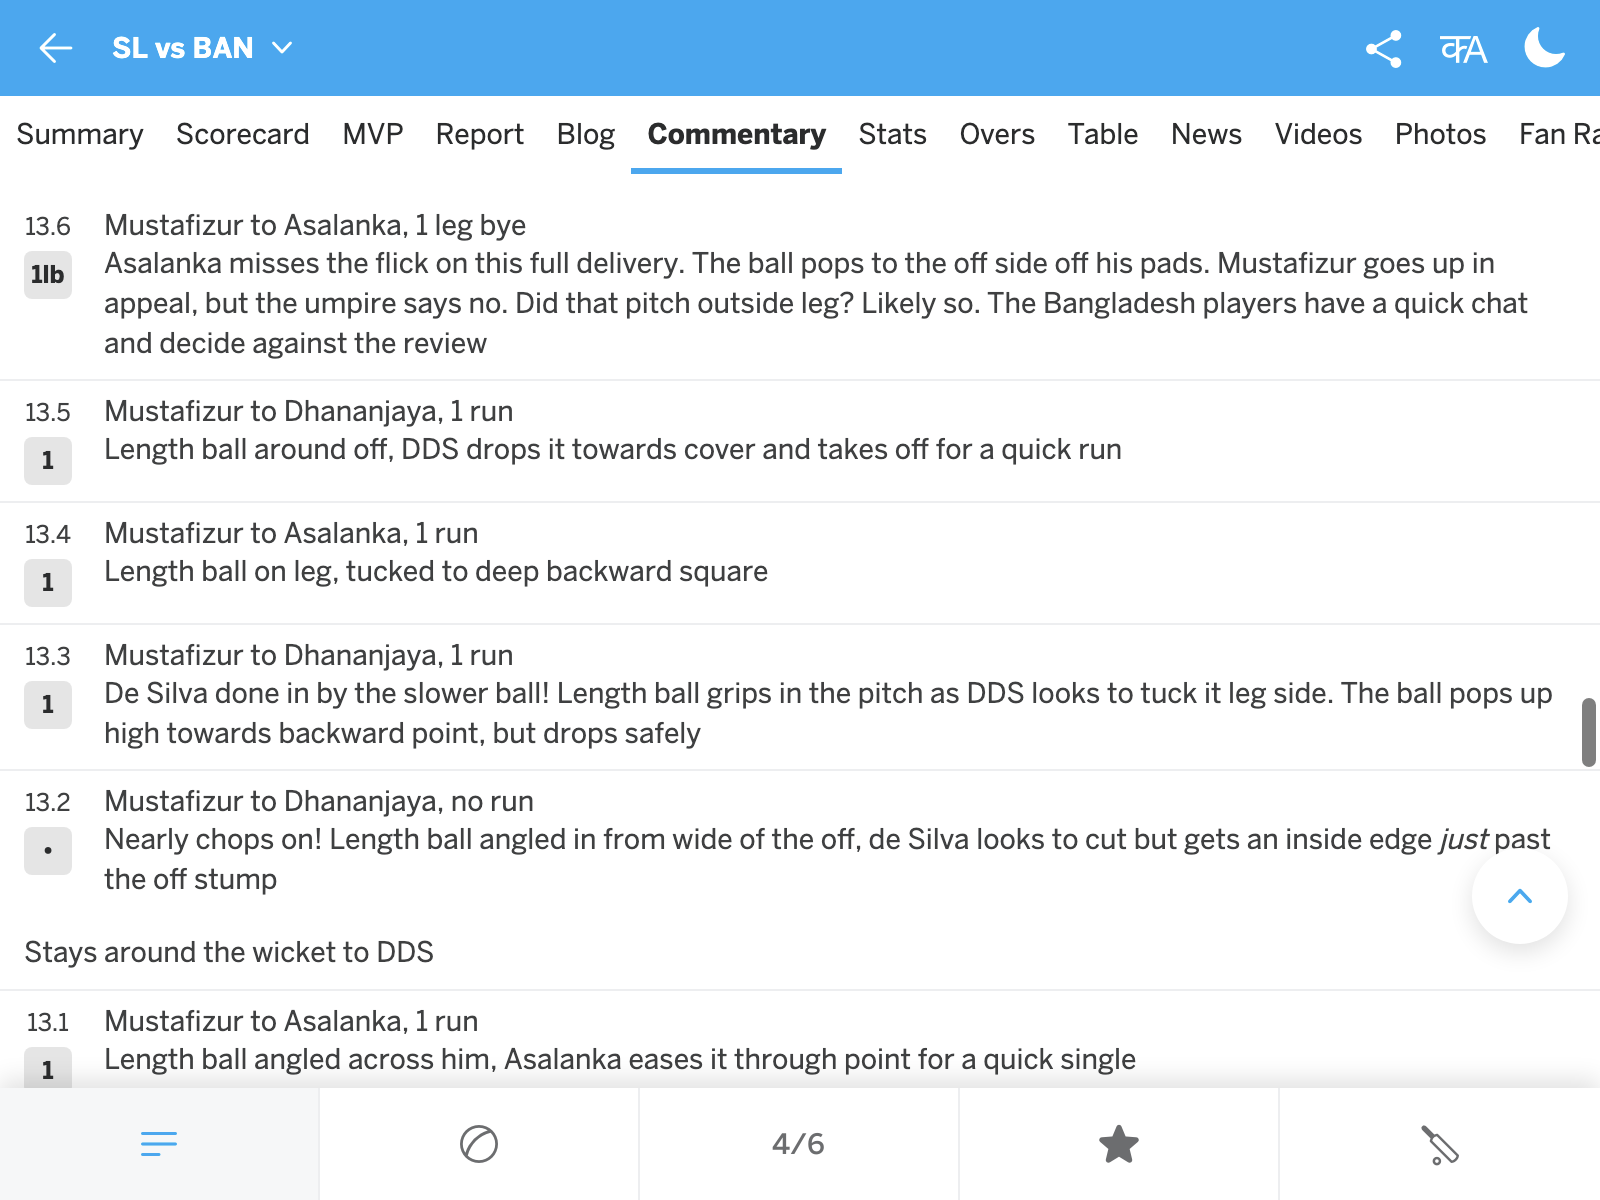 SL vs BAN
कA
Summary Scorecard MVP Report Blog Commentary Stats Overs Table News Videos Photos Fan Ra
13.6 Mustafizur to Asalanka, 1 leg bye
1lb Asalanka misses the flick on this full delivery. The ball pops to the off side off his pads. Mustafizur goes up in
appeal, but the umpire says no. Did that pitch outside leg? Likely so. The Bangladesh players have a quick chat
and decide against the review
13.5 Mustafizur to Dhananjaya, 1 run
1 Length ball around off, DDS drops it towards cover and takes off for a quick run
13.4 Mustafizur to Asalanka, 1 run
1 Length ball on leg, tucked to deep backward square
13.3 Mustafizur to Dhananjaya, 1 run
1 De Silva done in by the slower ball! Length ball grips in the pitch as DDS looks to tuck it leg side. The ball pops up
high towards backward point, but drops safely
13.2 Mustafizur to Dhananjaya, no run
• Nearly chops on! Length ball angled in from wide of the off, de Silva looks to cut but gets an inside edge just past
the off stump
Stays around the wicket to DDS
13.1 Mustafizur to Asalanka, 1 run
1 Length ball angled across him, Asalanka eases it through point for a quick single
4/6